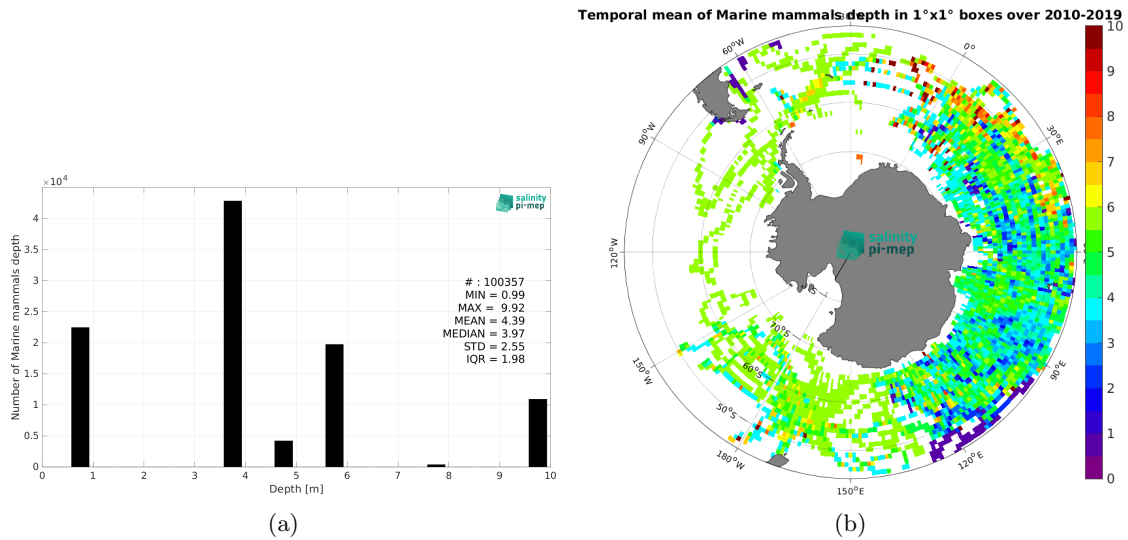 ×10⁴
4
3.5
3
2.5
2
1.5
1
0.5
0
Number of Marine mammals depth
0 1 2 3 4 5 6 7 8 9 10
Depth [m]
salinity
pi-mep
# : 100357
MIN = 0.99
MAX = 9.92
MEAN = 4.39
MEDIAN = 3.97
STD = 2.55
IQR = 1.98
(a)
Temporal mean of Marine mammals depth in 1°x1° boxes over 2010-2019
60°W
0°
90°W
30°E
120°W
150°W
90°E
180°W
120°E
150°E
70°S
60°S
50°S
salinity
pi-mep
10
9
8
7
6
5
4
3
2
1
0
(b)